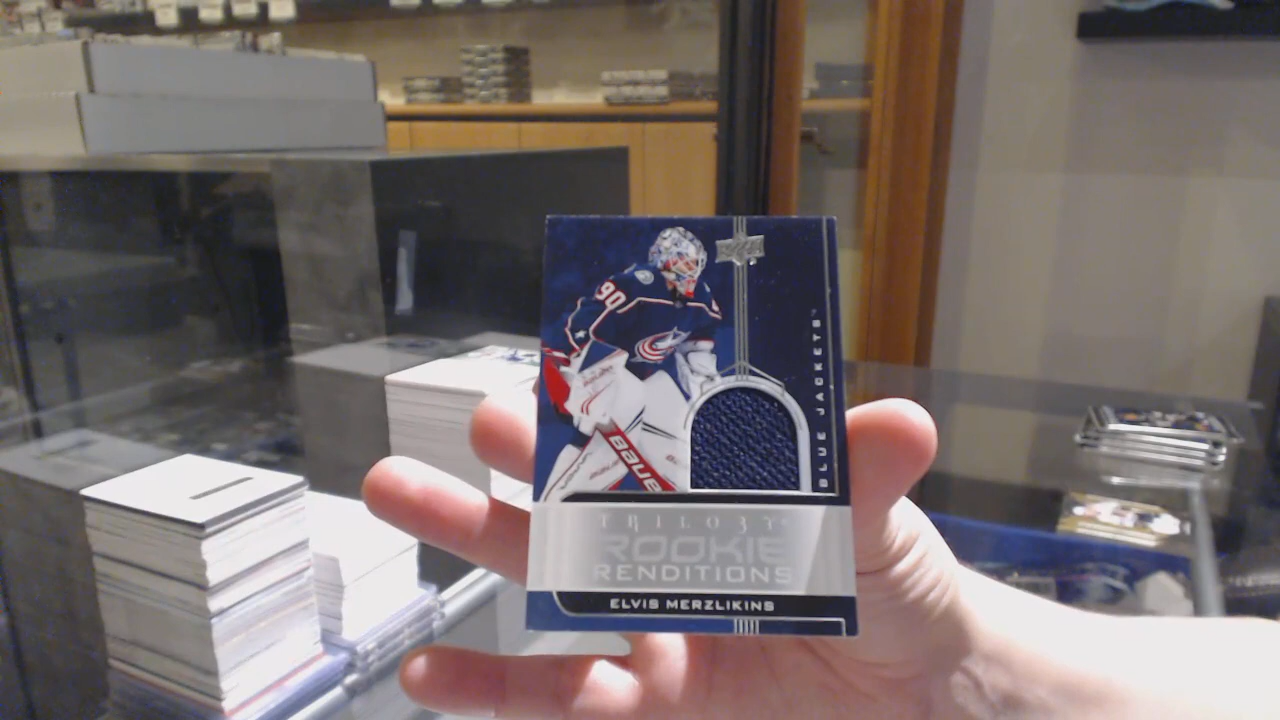 90
BLUE JACKETS
BAUER
TRILOGY
ROOKIE
RENDITIONS
ELVIS MERZLIKINS